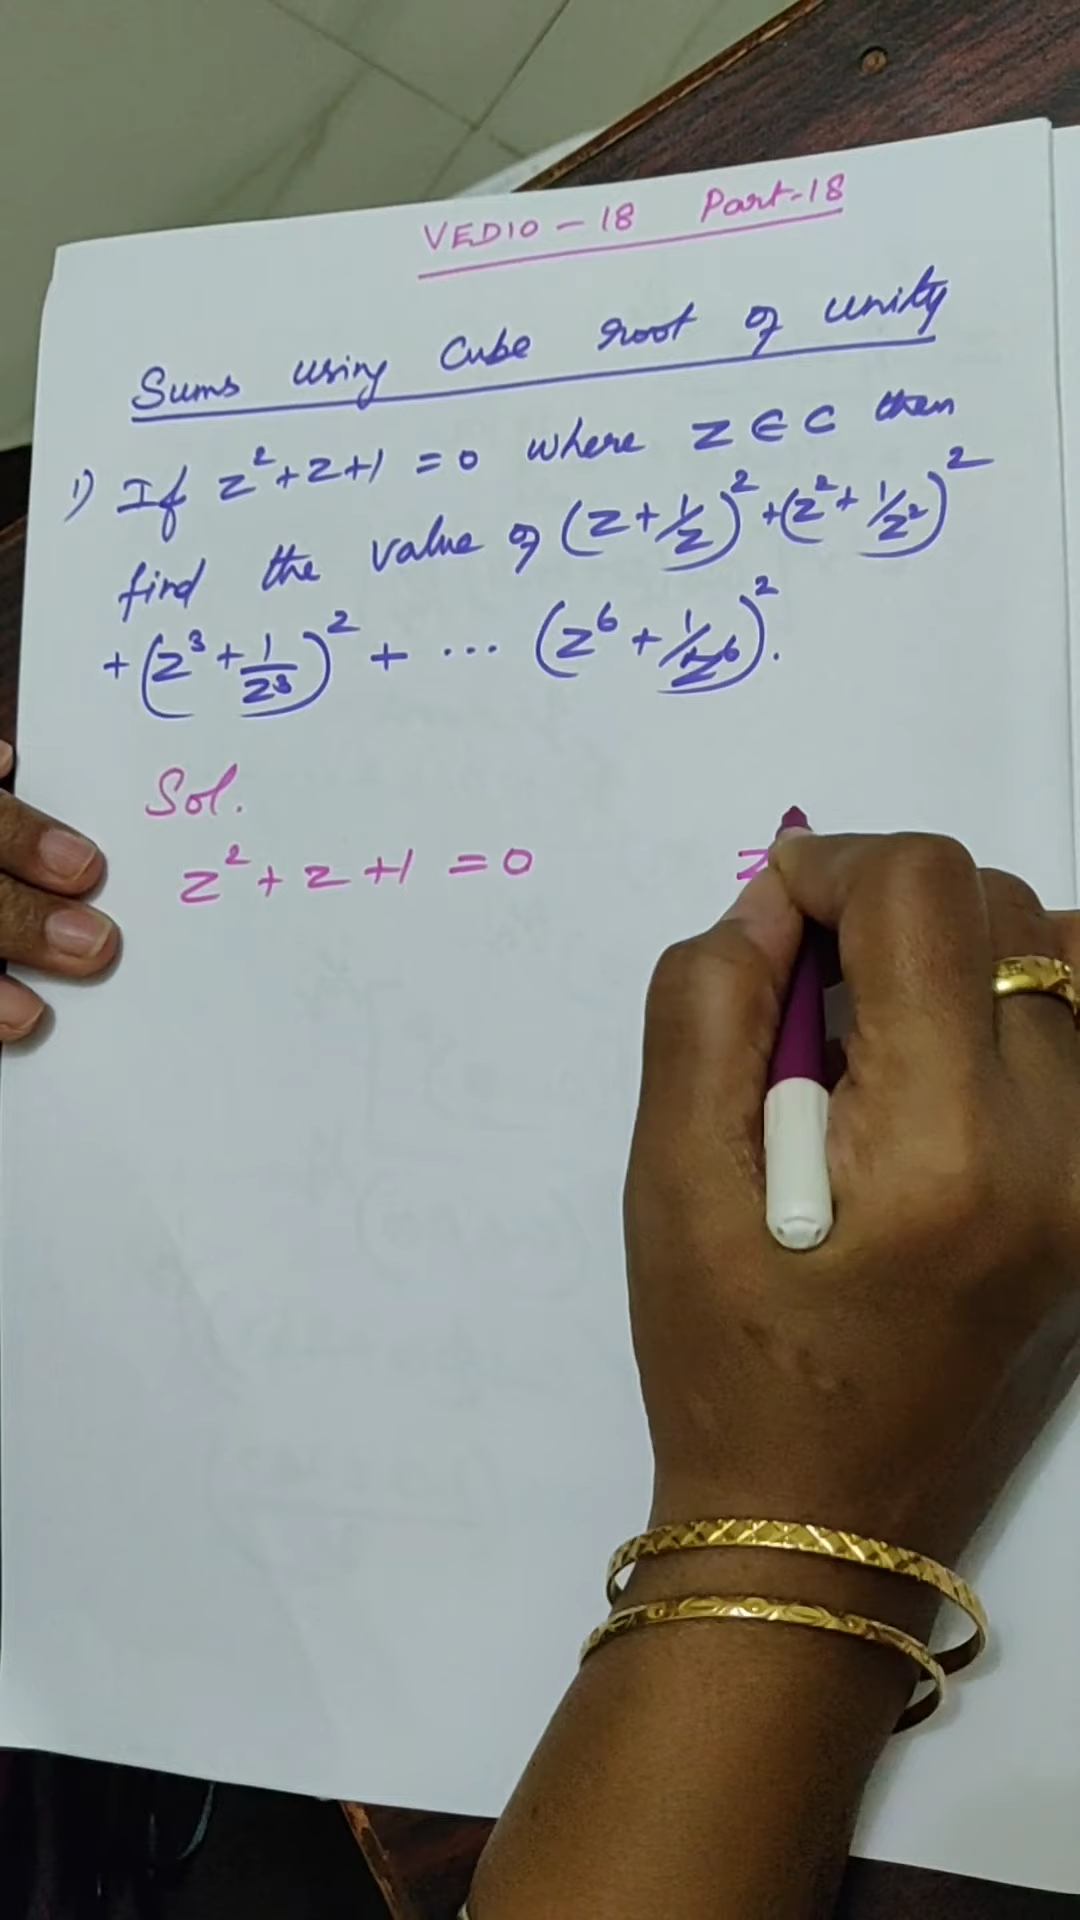 VEDIO - 18 Part-18
Sums using Cube root of unity
1) If z²+z+1 = 0 where z ∈ C then
find the value of (z+1/z)²+(z²+1/z²)²
+(z³+1/z³)² + ... (z⁶+1/z⁶)².
Sol.
z²+z+1 = 0 z